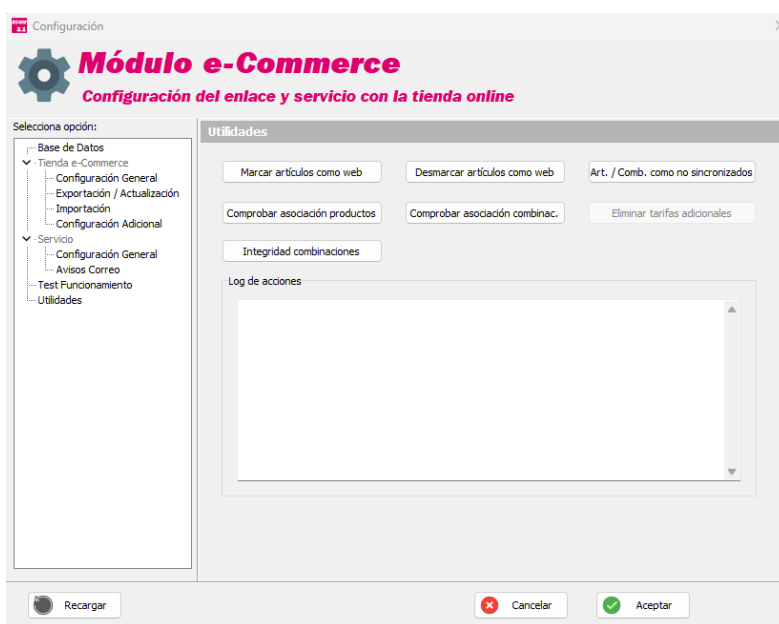 Configuración
Módulo e-Commerce
Configuración del enlace y servicio con la tienda online
Selecciona opción:
Base de Datos
Tienda e-Commerce
Configuración General
Exportación / Actualización
Importación
Configuración Adicional
Servicio
Configuración General
Avisos Correo
Test Funcionamiento
Utilidades
Utilidades
Marcar artículos como web
Desmarcar artículos como web
Art. / Comb. como no sincronizados
Comprobar asociación productos
Comprobar asociación combinac.
Eliminar tarifas adicionales
Integridad combinaciones
Log de acciones
Recargar
Cancelar
Aceptar